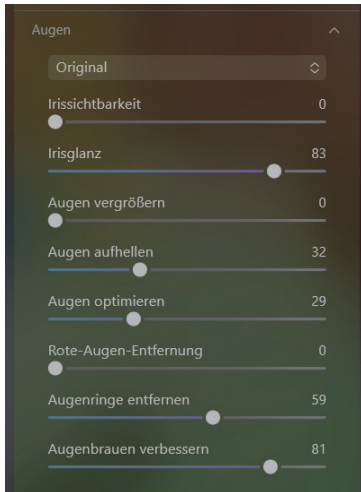 Augen
Original
Irissichtbarkeit 0
Irisglanz 83
Augen vergrößern 0
Augen aufhellen 32
Augen optimieren 29
Rote-Augen-Entfernung 0
Augenringe entfernen 59
Augenbrauen verbessern 81